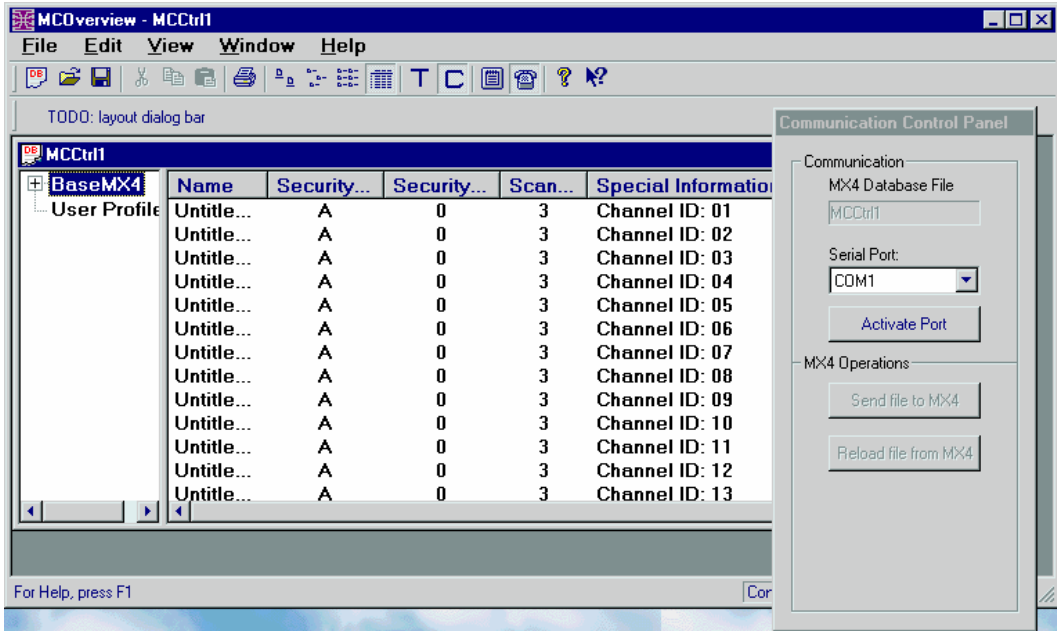 MCOverview - MCCtrl1
File Edit View Window Help
DB T C ? ?
TODO: layout dialog bar
DB MCCtrl1
BaseMX4
User Profile
Name Security... Security... Scan... Special Information
Untitle... A 0 3 Channel ID: 01
Untitle... A 0 3 Channel ID: 02
Untitle... A 0 3 Channel ID: 03
Untitle... A 0 3 Channel ID: 04
Untitle... A 0 3 Channel ID: 05
Untitle... A 0 3 Channel ID: 06
Untitle... A 0 3 Channel ID: 07
Untitle... A 0 3 Channel ID: 08
Untitle... A 0 3 Channel ID: 09
Untitle... A 0 3 Channel ID: 10
Untitle... A 0 3 Channel ID: 11
Untitle... A 0 3 Channel ID: 12
Untitle... A 0 3 Channel ID: 13
For Help, press F1
Cor
Communication Control Panel
Communication
MX4 Database File
MCCtrl1
Serial Port:
COM1
Activate Port
MX4 Operations
Send file to MX4
Reload file from MX4